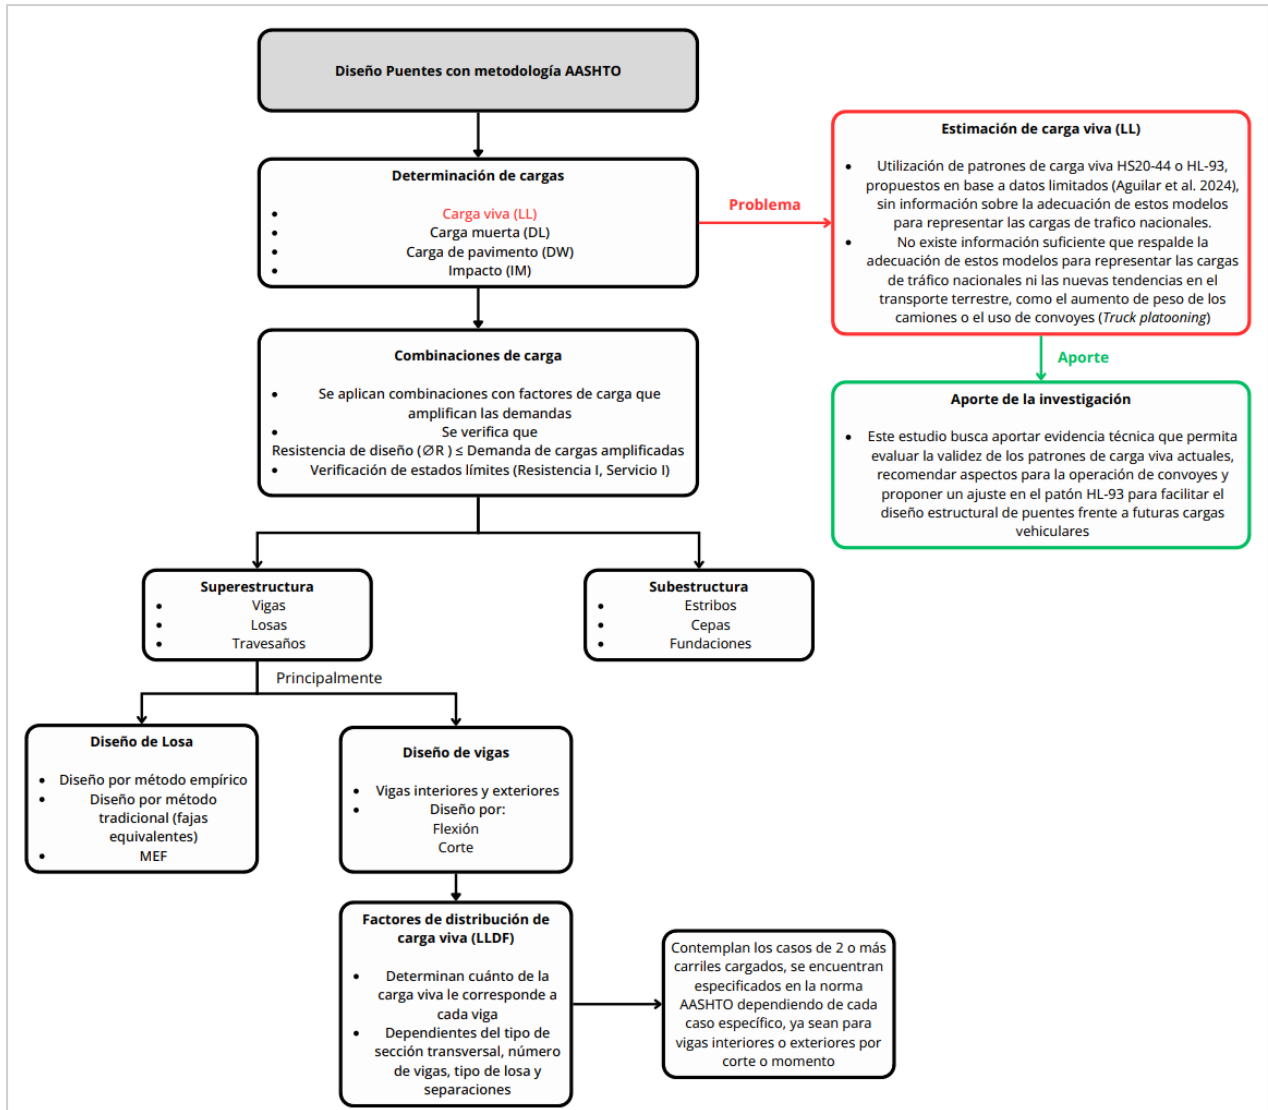 Diseño Puentes con metodología AASHTO
Determinación de cargas
• Carga viva (LL)
• Carga muerta (DL)
• Carga de pavimento (DW)
• Impacto (IM)
Problema
Estimación de carga viva (LL)
• Utilización de patrones de carga viva HS20-44 o HL-93,
propuestos en base a datos limitados (Aguilar et al. 2024),
sin información sobre la adecuación de estos modelos
para representar las cargas de trafico nacionales.
• No existe información suficiente que respalde la
adecuación de estos modelos para representar las cargas
de tráfico nacionales ni las nuevas tendencias en el
transporte terrestre, como el aumento de peso de los
camiones o el uso de convoyes (Truck platooning)
Aporte
Aporte de la investigación
• Este estudio busca aportar evidencia técnica que permita
evaluar la validez de los patrones de carga viva actuales,
recomendar aspectos para la operación de convoyes y
proponer un ajuste en el patón HL-93 para facilitar el
diseño estructural de puentes frente a futuras cargas
vehiculares
Combinaciones de carga
• Se aplican combinaciones con factores de carga que
amplifican las demandas
• Se verifica que
Resistencia de diseño (∅R ) ≤ Demanda de cargas amplificadas
• Verificación de estados límites (Resistencia I, Servicio I)
Superestructura
• Vigas
• Losas
• Travesaños
Subestructura
• Estribos
• Cepas
• Fundaciones
Principalmente
Diseño de Losa
• Diseño por método empírico
• Diseño por método
tradicional (fajas
equivalentes)
• MEF
Diseño de vigas
• Vigas interiores y exteriores
• Diseño por:
Flexión
Corte
Factores de distribución de
carga viva (LLDF)
• Determinan cuánto de la
carga viva le corresponde a
cada viga
• Dependientes del tipo de
sección transversal, número
de vigas, tipo de losa y
separaciones
Contemplan los casos de 2 o más
carriles cargados, se encuentran
especificados en la norma
AASHTO dependiendo de cada
caso específico, ya sean para
vigas interiores o exteriores por
corte o momento